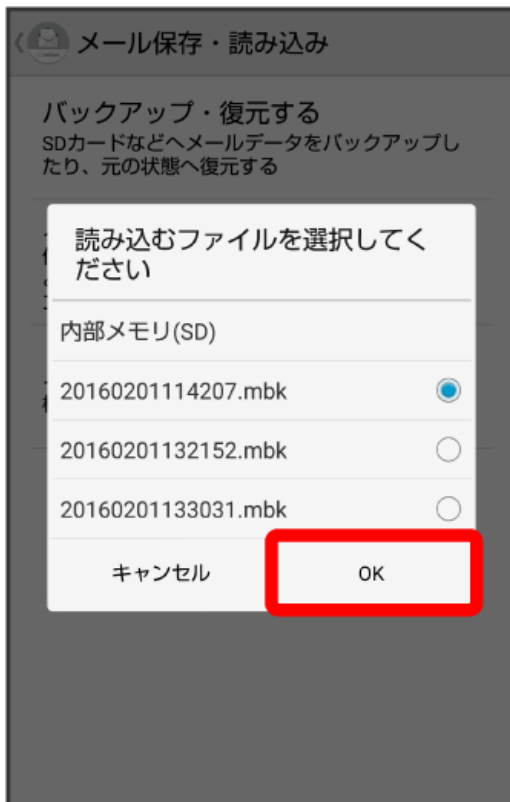 メール保存・読み込み
バックアップ・復元する
SDカードなどへメールデータをバックアップし
たり、元の状態へ復元する
読み込むファイルを選択してく
ださい
内部メモリ(SD)
20160201114207.mbk
20160201132152.mbk
20160201133031.mbk
キャンセル
OK